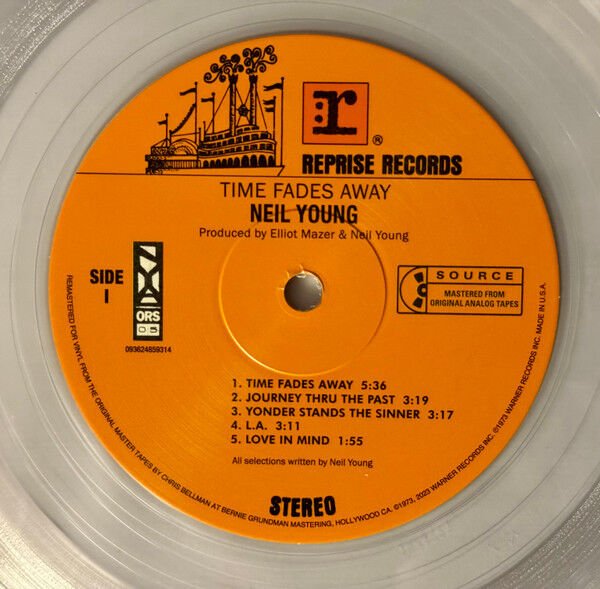 r
®
REPRISE RECORDS
TIME FADES AWAY
NEIL YOUNG
Produced by Elliot Mazer & Neil Young
SIDE
1
ORS
05
093624859314
SOURCE
MASTERED FROM
ORIGINAL ANALOG TAPES
1. TIME FADES AWAY 5:36
2. JOURNEY THRU THE PAST 3:19
3. YONDER STANDS THE SINNER 3:17
4. L.A. 3:11
5. LOVE IN MIND 1:55
All selections written by Neil Young
STEREO
REMASTERED FOR VINYL FROM THE ORIGINAL MASTER TAPES BY CHRIS BELLMAN AT BERNIE GRUNDMAN MASTERING, HOLLYWOOD CA. ℗1973, 2023 WARNER RECORDS INC. ©1973 WARNER RECORDS INC. MADE IN U.S.A.